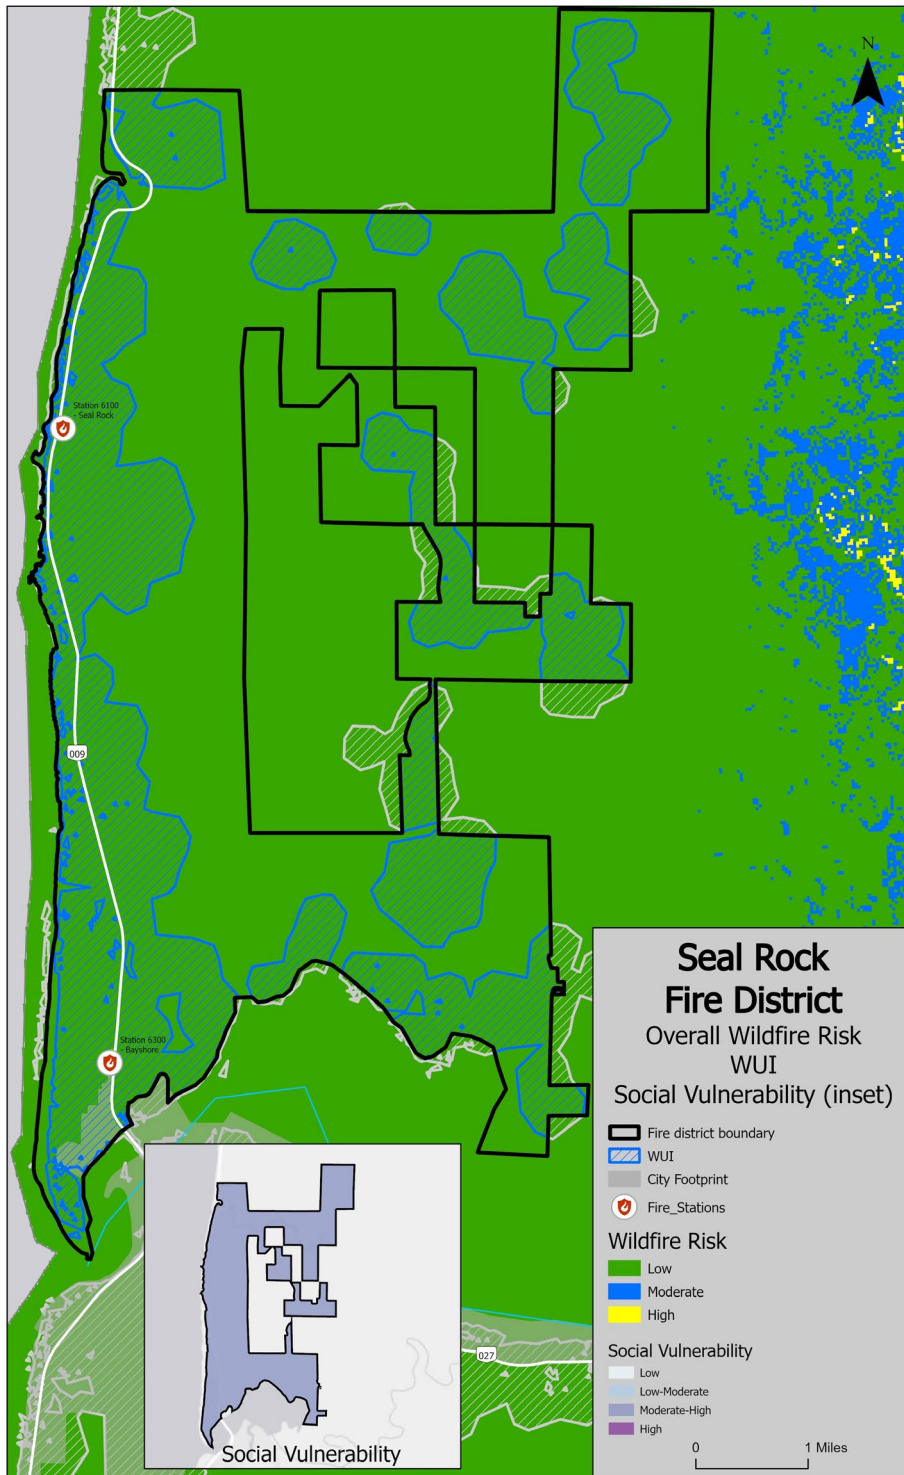 N
Station 6100
- Seal Rock
009
Station 6300
- Bayshore
027
Social Vulnerability
Seal Rock
Fire District
Overall Wildfire Risk
WUI
Social Vulnerability (inset)
Fire district boundary
WUI
City Footprint
Fire_Stations
Wildfire Risk
Low
Moderate
High
Social Vulnerability
Low
Low-Moderate
Moderate-High
High
0 1 Miles